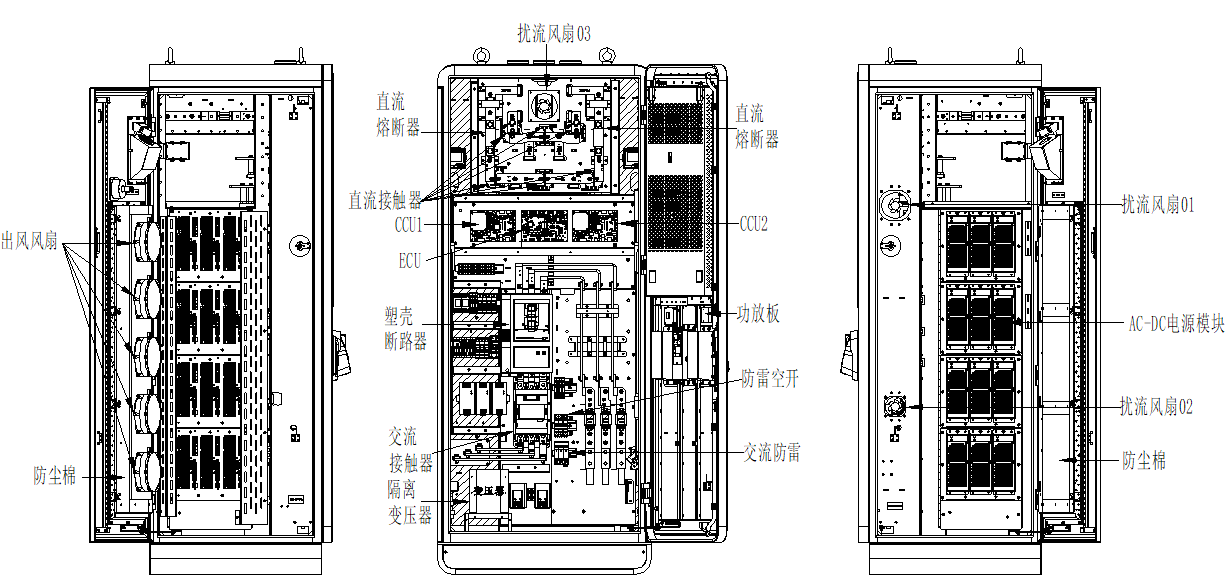 扰流风扇03
直流
熔断器
直流
熔断器
直流接触器
CCU1
CCU2
ECU
出风风扇
塑壳
断路器
功放板
防雷空开
交流
接触器
交流防雷
隔离
变压器
变压器
防尘棉
扰流风扇01
AC-DC电源模块
扰流风扇02
防尘棉